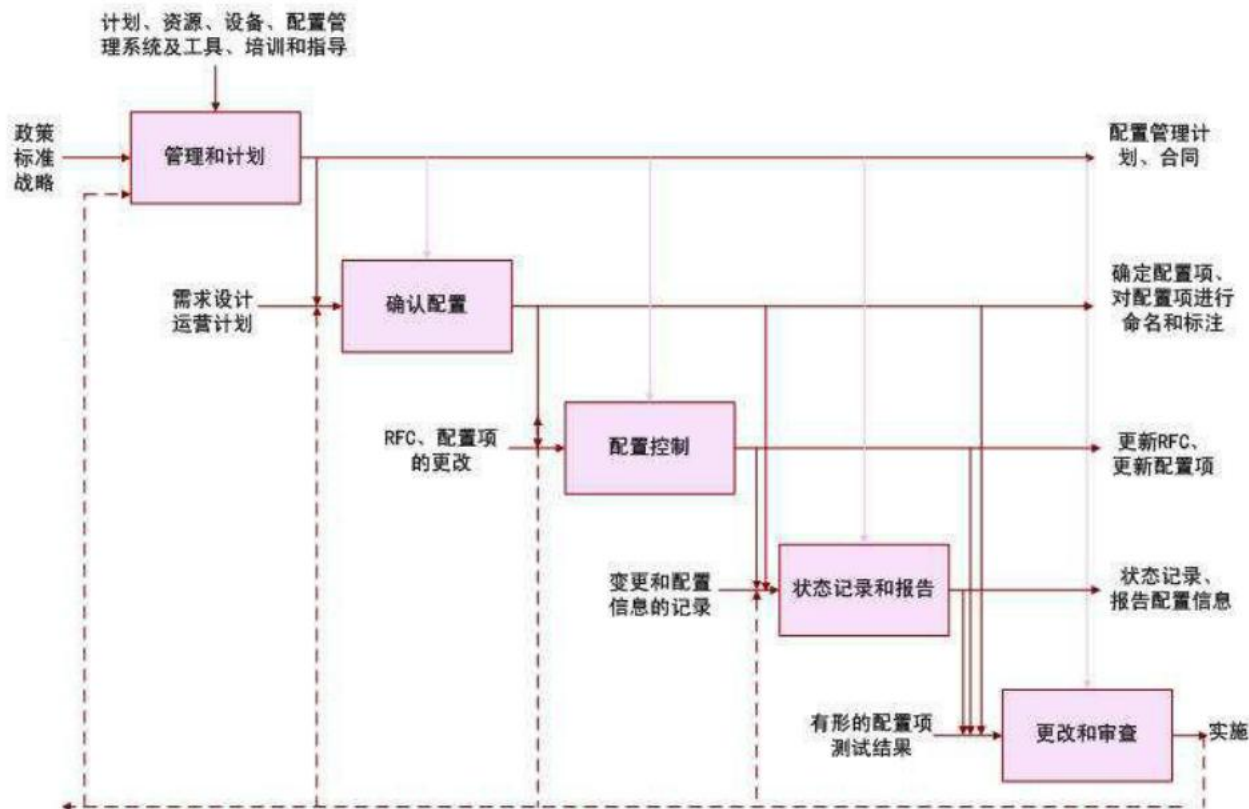 计划、资源、设备、配置管
理系统及工具、培训和指导
政策
标准
战略
管理和计划
配置管理计
划、合同
需求设计
运营计划
确认配置
确定配置项、
对配置项进行
命名和标注
RFC、配置项
的更改
配置控制
更新RFC、
更新配置项
变更和配置
信息的记录
状态记录和报告
状态记录、
报告配置信息
有形的配置项
测试结果
更改和审查
实施